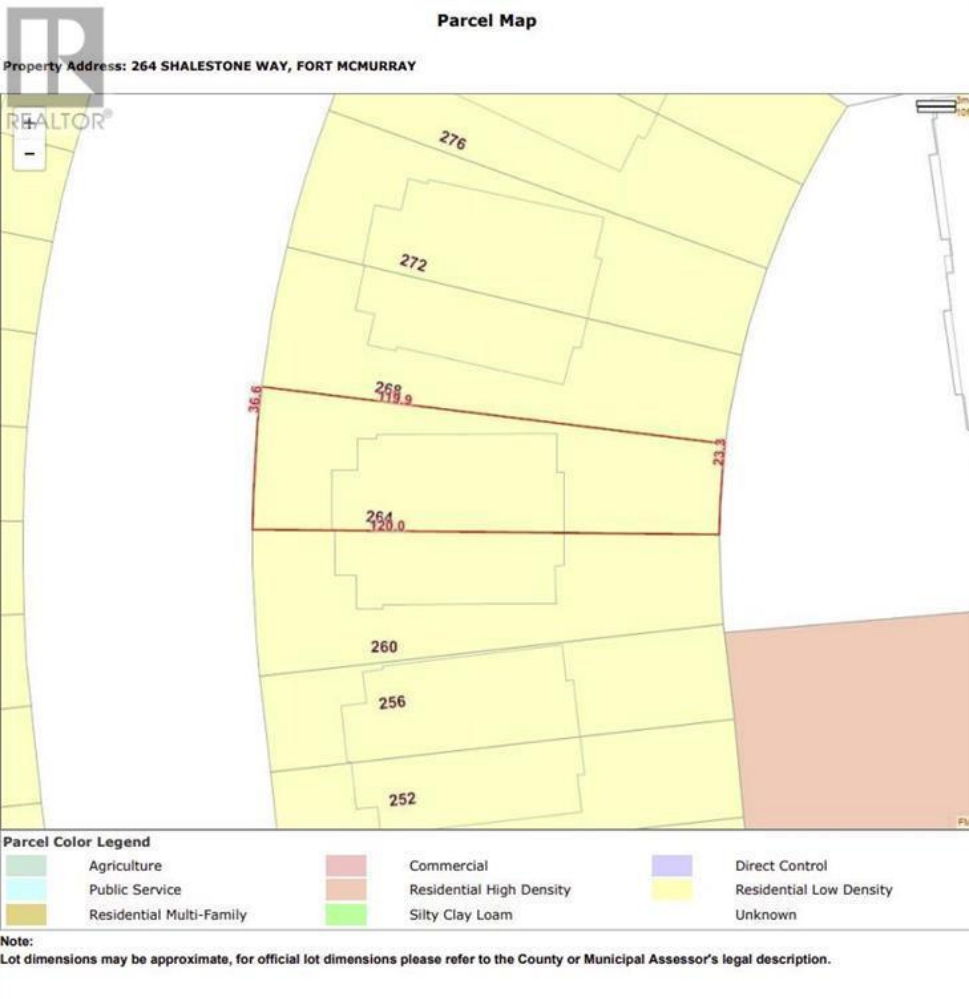 Parcel Map
REALTOR®
Property Address: 264 SHALESTONE WAY, FORT MCMURRAY
+
-
276
272
268
119.9
36.6
23.3
264
120.0
260
256
252
Parcel Color Legend
Agriculture Commercial Direct Control
Public Service Residential High Density Residential Low Density
Residential Multi-Family Silty Clay Loam Unknown
Note:
Lot dimensions may be approximate, for official lot dimensions please refer to the County or Municipal Assessor's legal description.